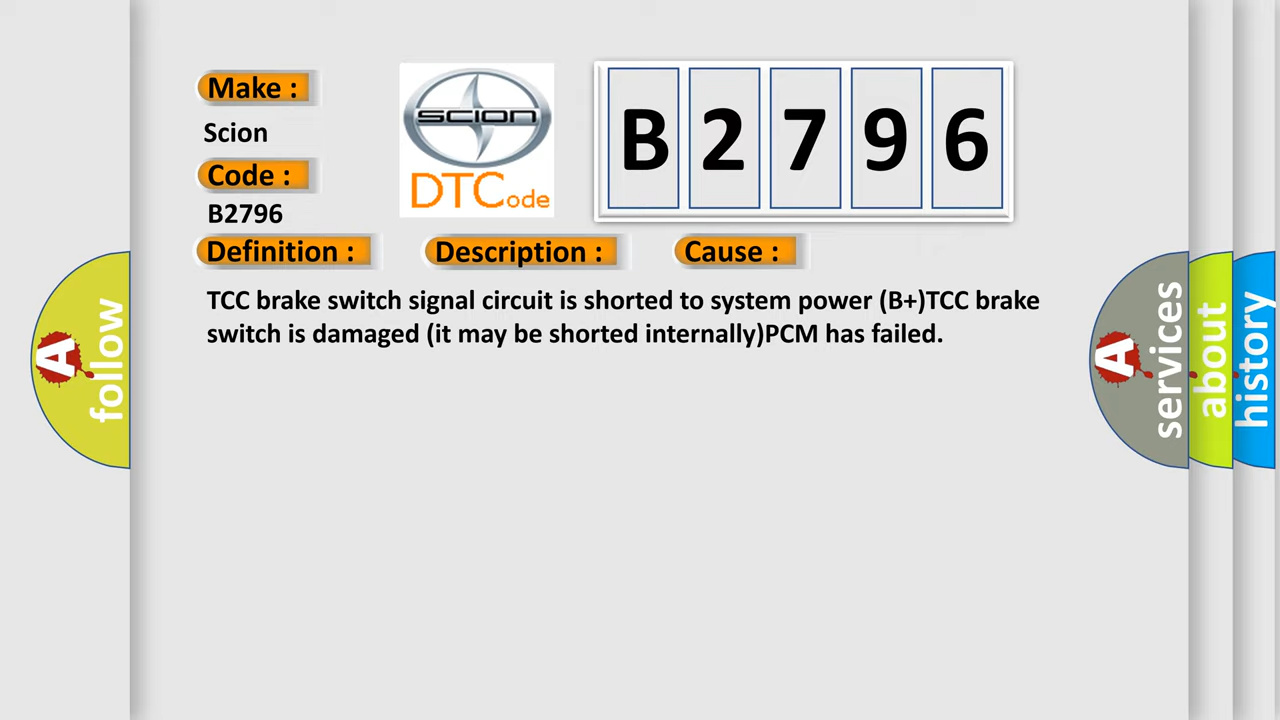 Make :
Scion
Code :
B2796
SCION
DTCode
B 2 7 9 6
Definition :
Description :
Cause :
TCC brake switch signal circuit is shorted to system power (B+)TCC brake
switch is damaged (it may be shorted internally)PCM has failed.
A follow
A services
about
history